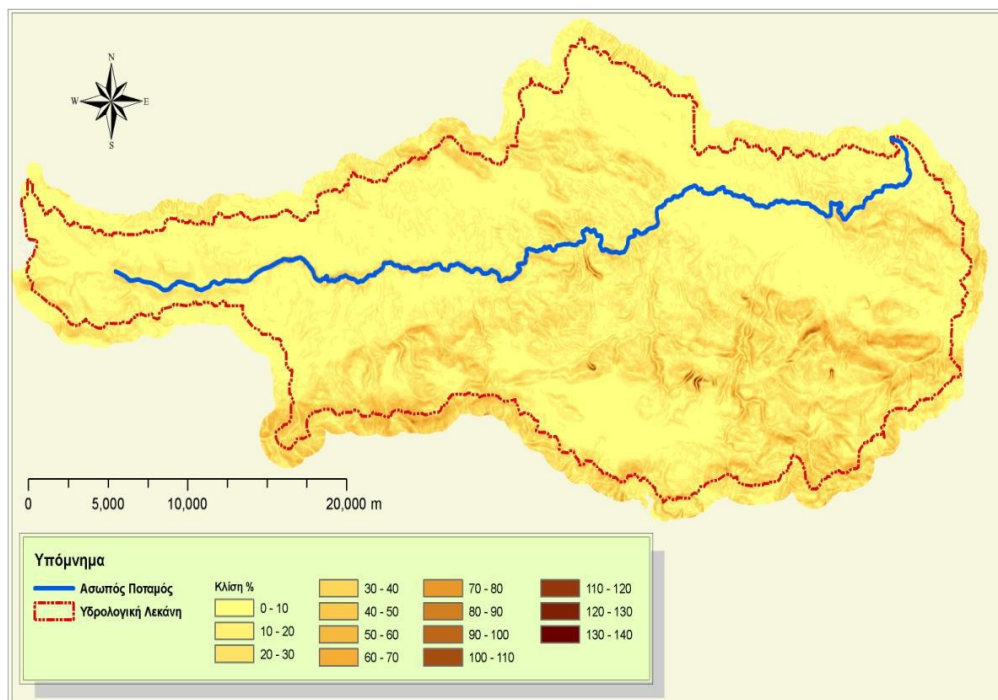 N
W E
S
0 5,000 10,000 20,000 m
Υπόμνημα
Ασωπός Ποταμός
Υδρολογική Λεκάνη
Κλίση %
0 - 10
10 - 20
20 - 30
30 - 40
40 - 50
50 - 60
60 - 70
70 - 80
80 - 90
90 - 100
100 - 110
110 - 120
120 - 130
130 - 140